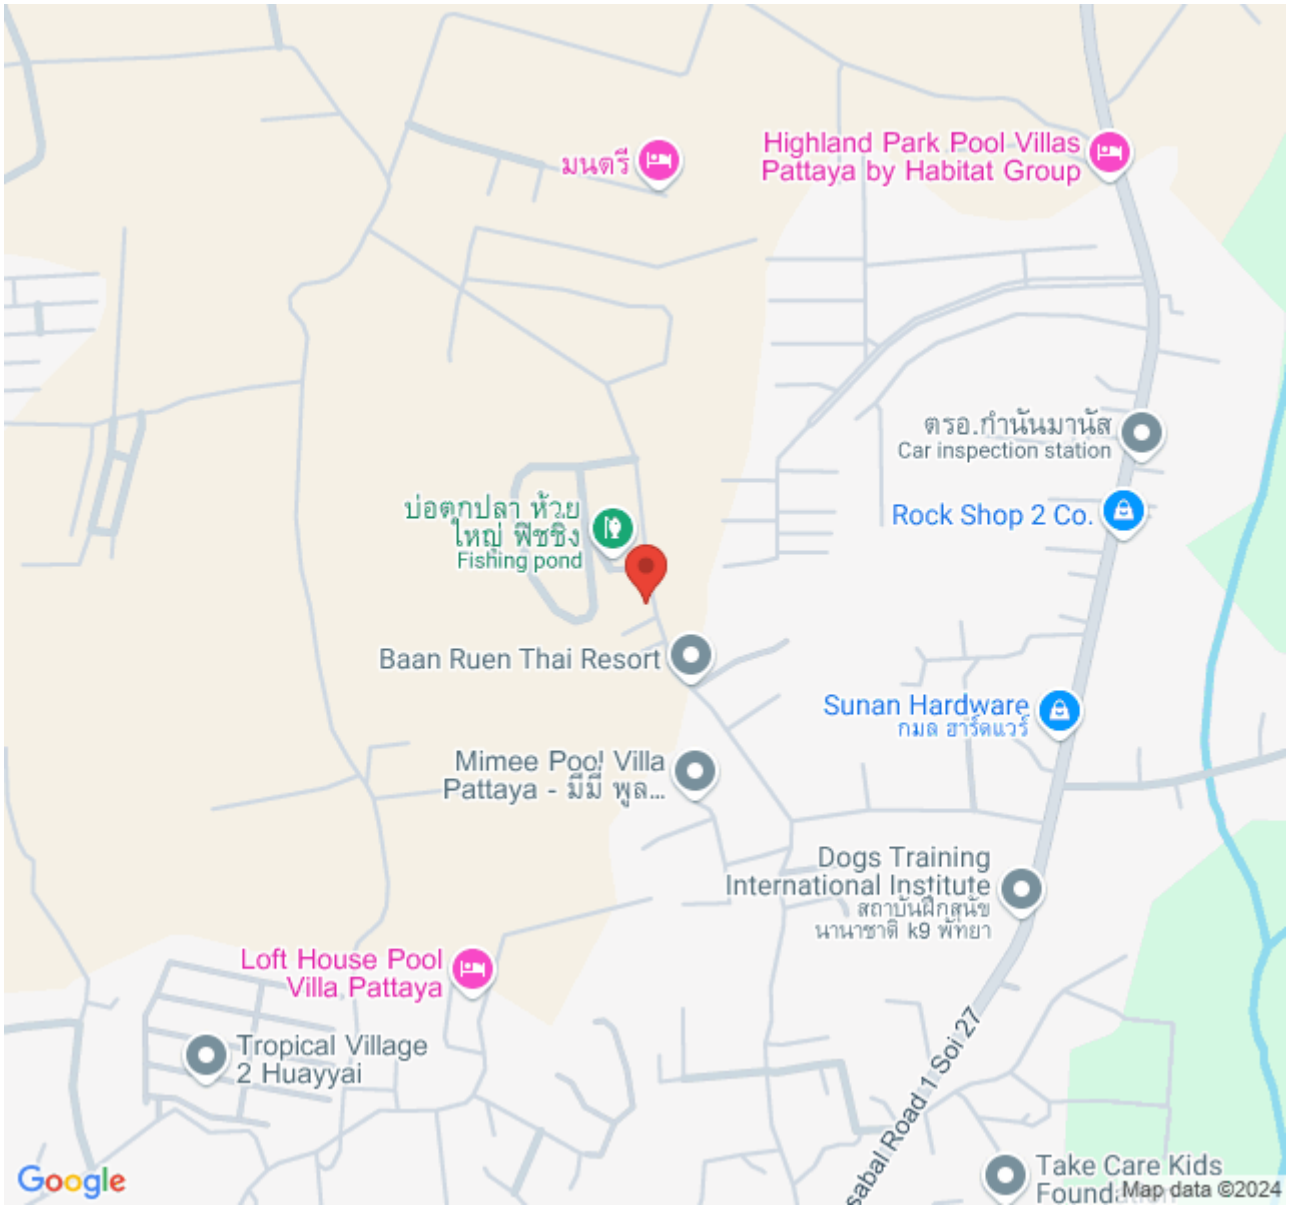 มนตรี
Highland Park Pool Villas
Pattaya by Habitat Group
ตรอ.กำนันมานัส
Car inspection station
Rock Shop 2 Co.
บ่อตกปลา ห้วย
ใหญ่ ฟิชชิ่ง
Fishing pond
Baan Ruen Thai Resort
Sunan Hardware
กมล ฮาร์ดแวร์
Mimee Pool Villa
Pattaya - มีมี่ พูล...
Dogs Training
International Institute
สถาบันฝึกสุนัข
นานาชาติ k9 พัทยา
Loft House Pool
Villa Pattaya
Tropical Village
2 Huayyai
sabal Road 1 Soi 27
Take Care Kids
Google
Map data ©2024